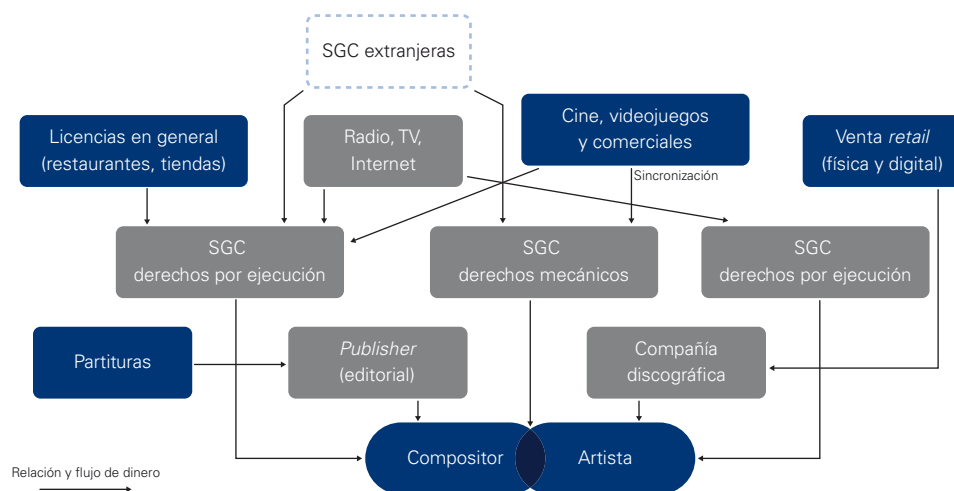 SGC extranjeras
Licencias en general
(restaurantes, tiendas)
Radio, TV,
Internet
Cine, videojuegos
y comerciales
Venta retail
(física y digital)
Sincronización
SGC
derechos por ejecución
SGC
derechos mecánicos
SGC
derechos por ejecución
Partituras
Publisher
(editorial)
Compañía
discográfica
Compositor
Artista
Relación y flujo de dinero